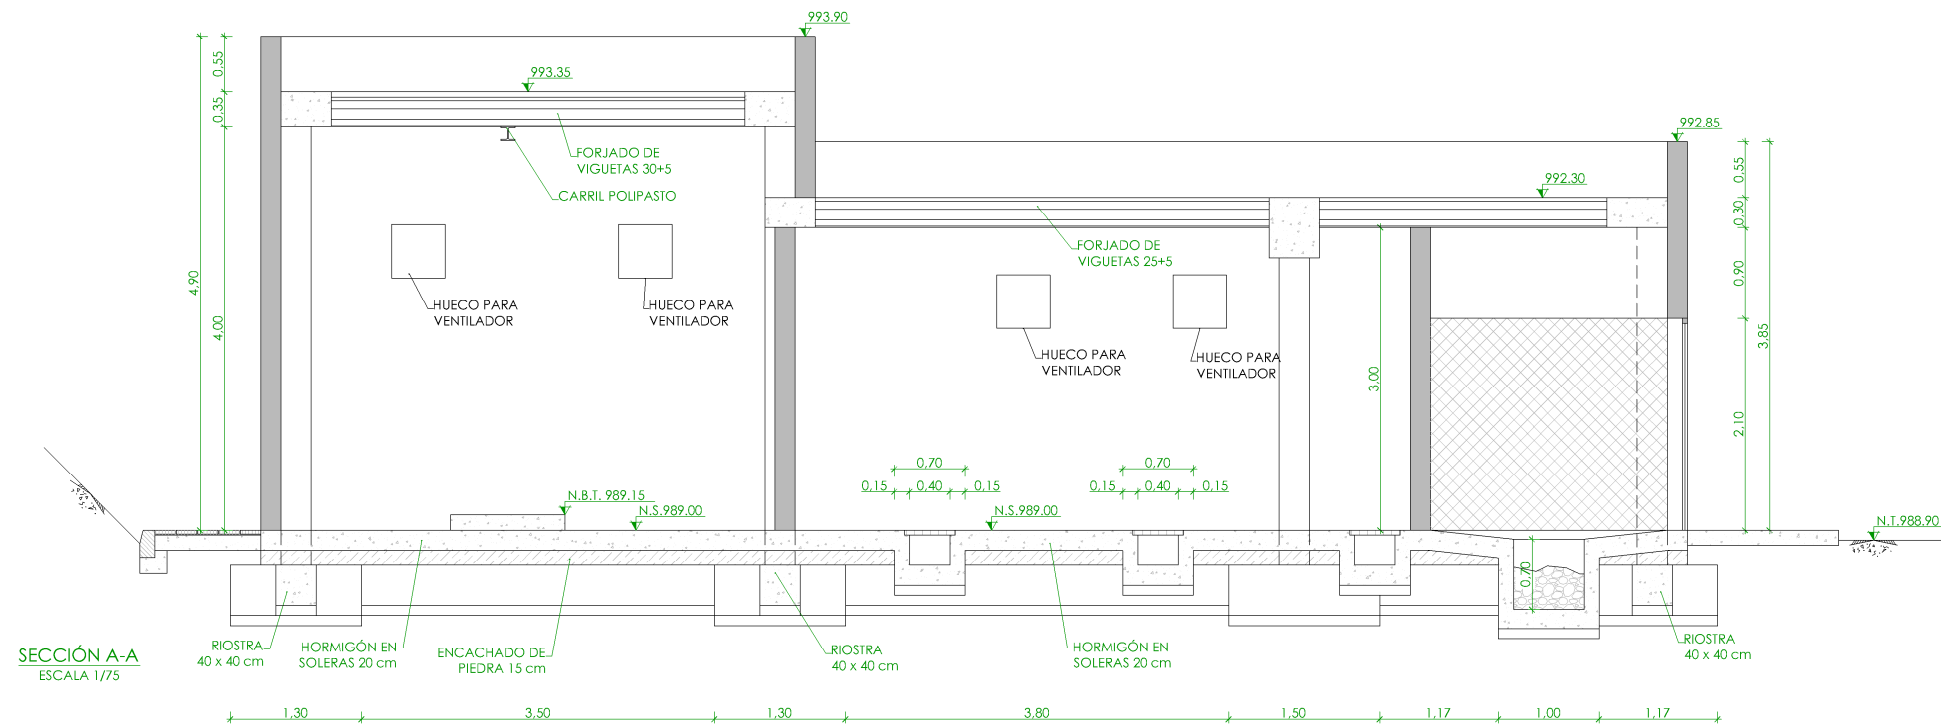 993.90
993.35
992.85
992.30
0,55
0,35
4,90
4,00
FORJADO DE
VIGUETAS 30+5
CARRIL POLIPASTO
FORJADO DE
VIGUETAS 25+5
HUECO PARA
VENTILADOR
HUECO PARA
VENTILADOR
HUECO PARA
VENTILADOR
HUECO PARA
VENTILADOR
3,00
0,55
0,30
0,90
3,85
2,10
0,70
0,15 0,40 0,15
0,70
0,15 0,40 0,15
N.B.T. 989.15
N.S.989.00
N.S.989.00
N.T.988.90
0,70
SECCIÓN A-A
ESCALA 1/75
RIOSTRA
40 x 40 cm
HORMIGÓN EN
SOLERAS 20 cm
ENCACHADO DE
PIEDRA 15 cm
RIOSTRA
40 x 40 cm
HORMIGÓN EN
SOLERAS 20 cm
RIOSTRA
40 x 40 cm
1,30 3,50 1,30 3,80 1,50 1,17 1,00 1,17